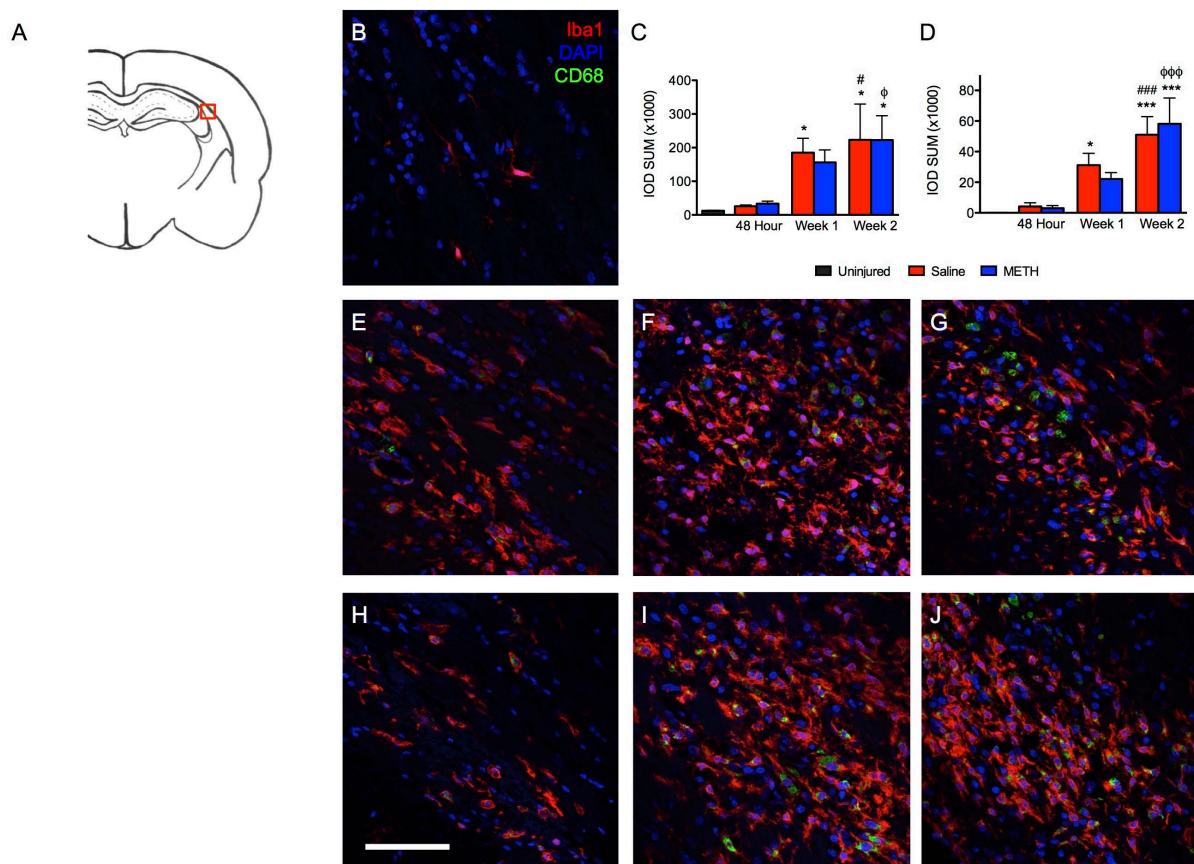 A
B
Iba1
DAPI
CD68
C
IOD SUM (x1000)
400
300
200
100
0
*
#
*
ϕ
*
48 Hour
Week 1
Week 2
D
IOD SUM (x1000)
80
60
40
20
0
*
###
***
ϕϕϕ
***
48 Hour
Week 1
Week 2
Uninjured
Saline
METH
E
F
G
H
I
J